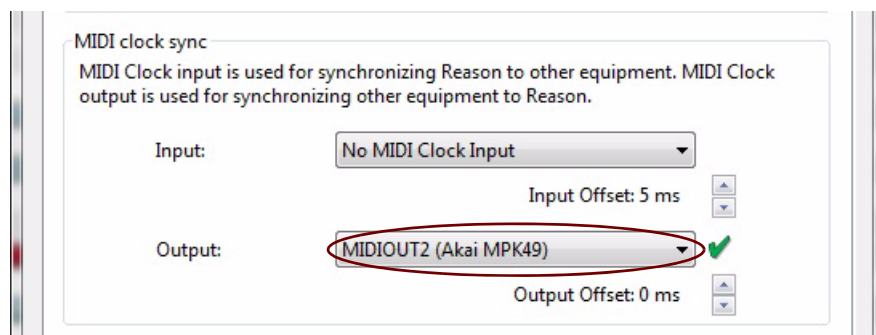 MIDI clock sync
MIDI Clock input is used for synchronizing Reason to other equipment. MIDI Clock
output is used for synchronizing other equipment to Reason.
Input: No MIDI Clock Input
Input Offset: 5 ms
Output: MIDIOUT2 (Akai MPK49)
Output Offset: 0 ms